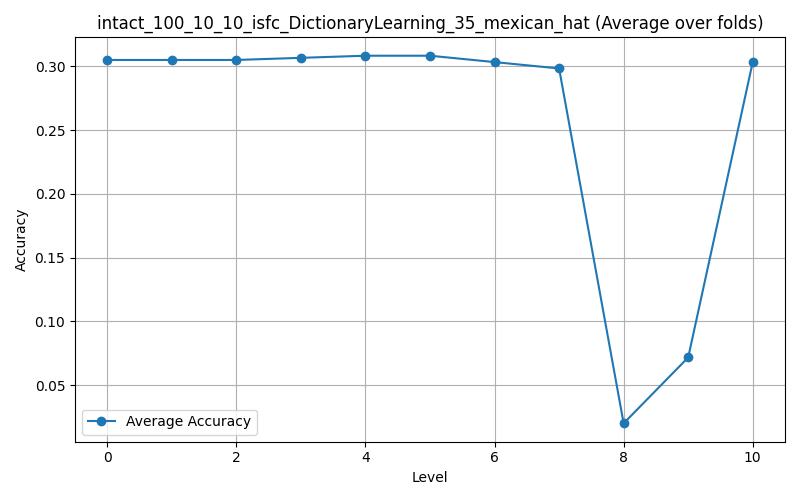 intact_100_10_10_isfc_DictionaryLearning_35_mexican_hat (Average over folds)
0.30
0.25
0.20
0.15
0.10
0.05
Accuracy
Average Accuracy
0 2 4 6 8 10
Level